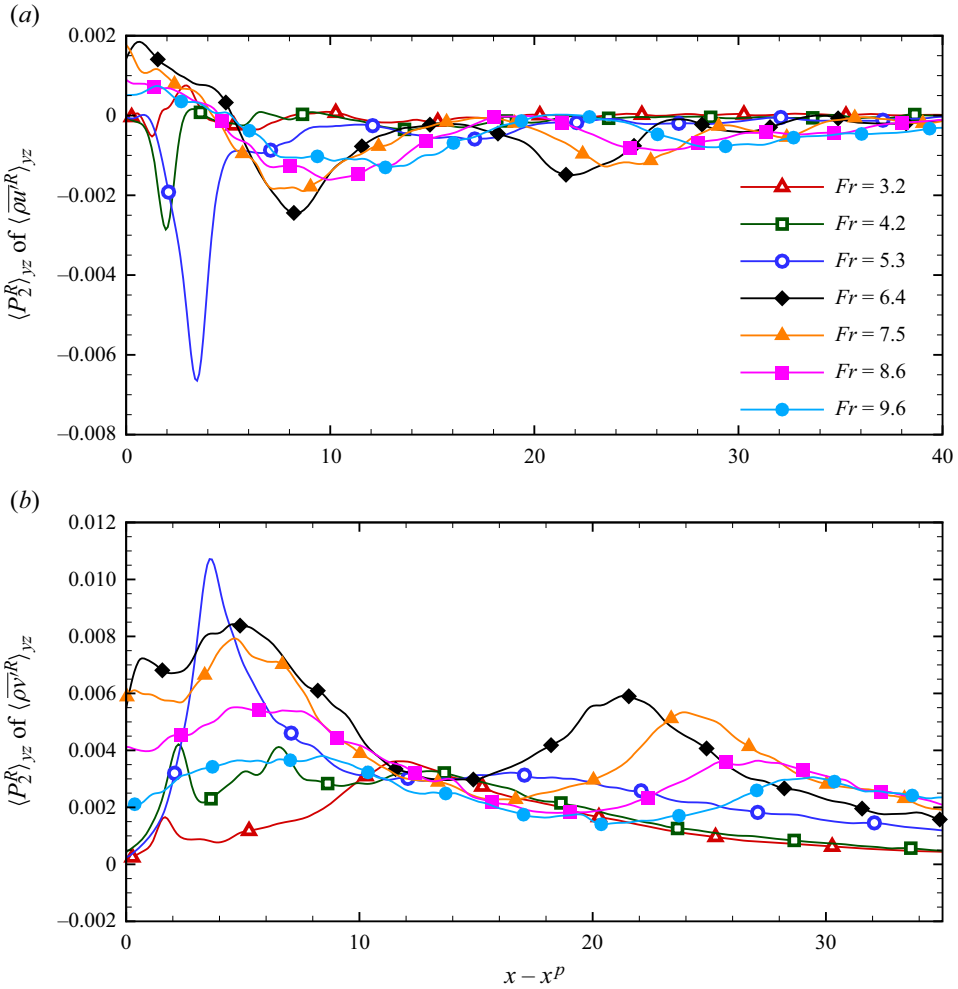 (a)
0.002
0
–0.002
–0.004
–0.006
–0.008
⟨P₂ᴿ⟩yz of ⟨ρu′ᴿ⟩yz
0 10 20 30 40
Fr = 3.2
Fr = 4.2
Fr = 5.3
Fr = 6.4
Fr = 7.5
Fr = 8.6
Fr = 9.6
(b)
0.012
0.010
0.008
0.006
0.004
0.002
0
–0.002
⟨P₂ᴿ⟩yz of ⟨ρv′ᴿ⟩yz
0 10 20 30
x – xᵖ